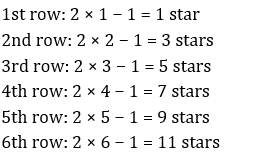 1st row: 2 × 1 − 1 = 1 star
2nd row: 2 × 2 − 1 = 3 stars
3rd row: 2 × 3 − 1 = 5 stars
4th row: 2 × 4 − 1 = 7 stars
5th row: 2 × 5 − 1 = 9 stars
6th row: 2 × 6 − 1 = 11 stars